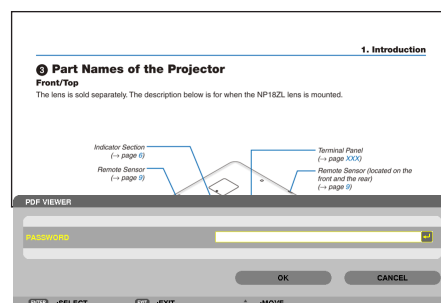 1. Introduction
❸ Part Names of the Projector
Front/Top
The lens is sold separately. The description below is for when the NP18ZL lens is mounted.
Indicator Section
(→ page 6)
Remote Sensor
(→ page 9)
Terminal Panel
(→ page XXX)
Remote Sensor (located on the
front and the rear)
(→ page 9)
PDF VIEWER
PASSWORD
OK
CANCEL
ENTER :SELECT
EXIT :EXIT
:MOVE